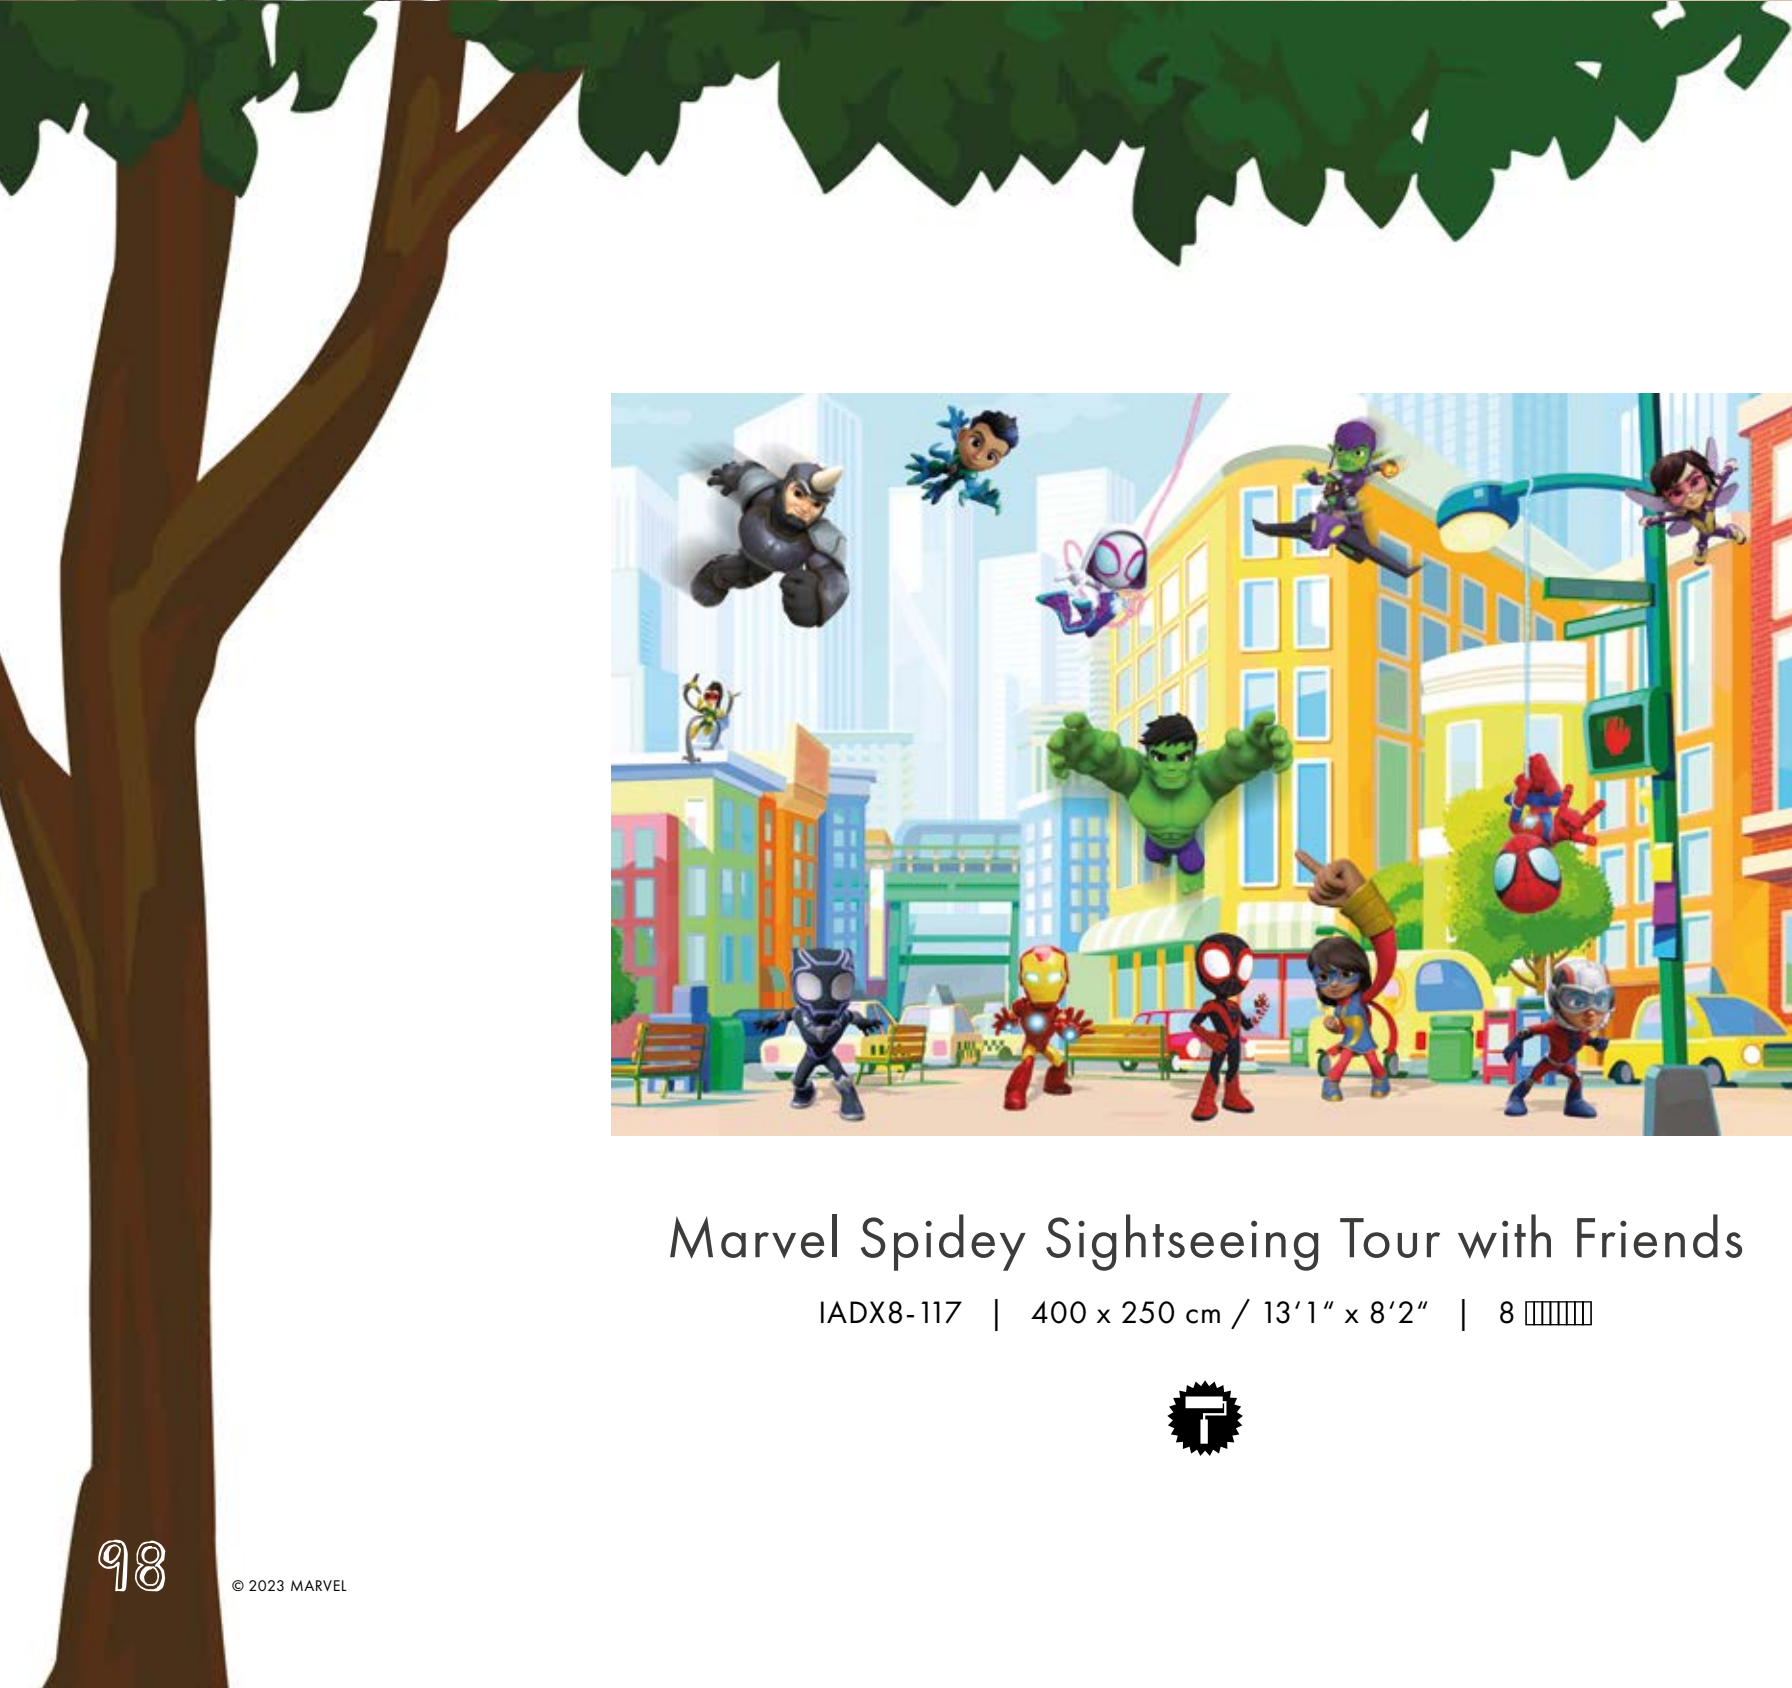 Marvel Spidey Sightseeing Tour with Friends
IADX8-117 | 400 x 250 cm / 13‘1“ x 8‘2“ | 8
98
© 2023 MARVEL